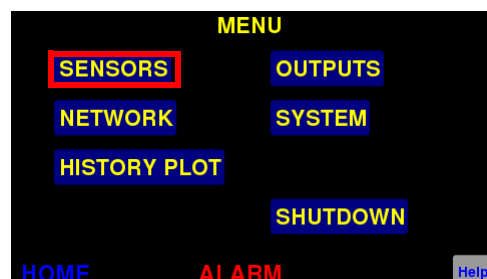 MENU
SENSORS OUTPUTS
NETWORK SYSTEM
HISTORY PLOT
SHUTDOWN
HOME ALARM Help